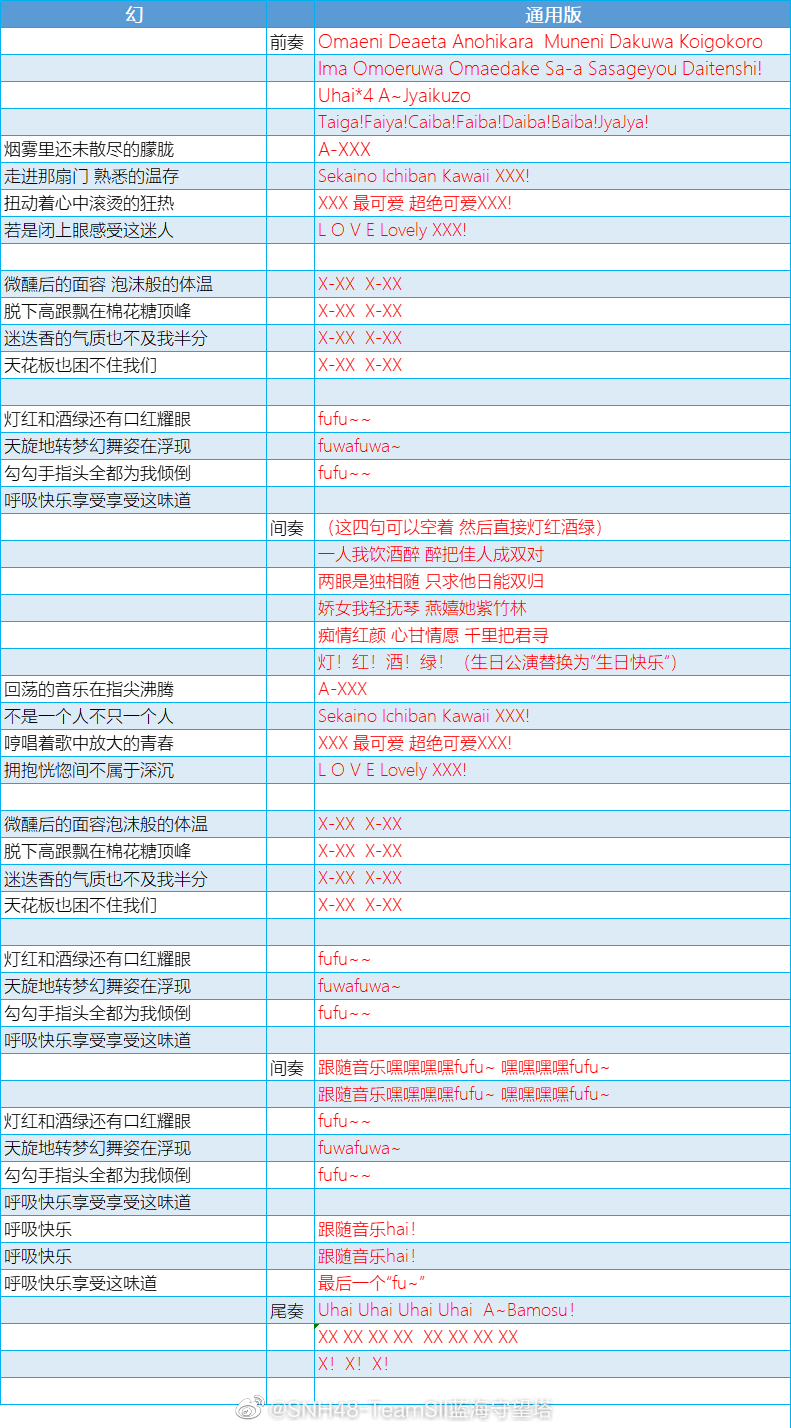 幻 通用版
前奏 Omaeni Deaeta Anohikara Muneni Dakuwa Koigokoro
Ima Omoeruwa Omaedake Sa-a Sasageyou Daitenshi!
Uhai*4 A~Jyaikuzo
Taiga!Faiya!Caiba!Faiba!Daiba!Baiba!JyaJya!
烟雾里还未散尽的朦胧 A-XXX
走进那扇门 熟悉的温存 Sekaino Ichiban Kawaii XXX!
扭动着心中滚烫的狂热 XXX 最可爱 超绝可爱XXX!
若是闭上眼感受这迷人 L O V E Lovely XXX!
微醺后的面容 泡沫般的体温 X-XX X-XX
脱下高跟飘在棉花糖顶峰 X-XX X-XX
迷迭香的气质也不及我半分 X-XX X-XX
天花板也困不住我们 X-XX X-XX
灯红和酒绿还有口红耀眼 fufu~~
天旋地转梦幻舞姿在浮现 fuwafuwa~
勾勾手指头全都为我倾倒 fufu~~
呼吸快乐享受享受这味道
间奏 （这四句可以空着 然后直接灯红酒绿）
一人我饮酒醉 醉把佳人成双对
两眼是独相随 只求他日能双归
娇女我轻抚琴 燕嬉她紫竹林
痴情红颜 心甘情愿 千里把君寻
灯！红！酒！绿！（生日公演替换为“生日快乐”）
回荡的音乐在指尖沸腾 A-XXX
不是一个人不只一个人 Sekaino Ichiban Kawaii XXX!
哼唱着歌中放大的青春 XXX 最可爱 超绝可爱XXX!
拥抱恍惚间不属于深沉 L O V E Lovely XXX!
微醺后的面容泡沫般的体温 X-XX X-XX
脱下高跟飘在棉花糖顶峰 X-XX X-XX
迷迭香的气质也不及我半分 X-XX X-XX
天花板也困不住我们 X-XX X-XX
灯红和酒绿还有口红耀眼 fufu~~
天旋地转梦幻舞姿在浮现 fuwafuwa~
勾勾手指头全都为我倾倒 fufu~~
呼吸快乐享受享受这味道
间奏 跟随音乐嘿嘿嘿嘿fufu~ 嘿嘿嘿嘿fufu~
跟随音乐嘿嘿嘿嘿fufu~ 嘿嘿嘿嘿fufu~
灯红和酒绿还有口红耀眼 fufu~~
天旋地转梦幻舞姿在浮现 fuwafuwa~
勾勾手指头全都为我倾倒 fufu~~
呼吸快乐享受享受这味道
呼吸快乐 跟随音乐hai！
呼吸快乐 跟随音乐hai！
呼吸快乐享受这味道 最后一个“fu~”
尾奏 Uhai Uhai Uhai Uhai A~Bamosu！
XX XX XX XX XX XX XX XX
X！X！X！
@SNH48-TeamSII蓝海守望塔